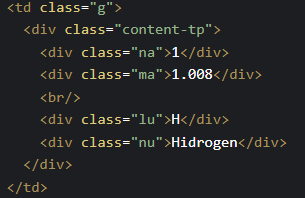 <td class="g">
<div class="content-tp">
<div class="na">1</div>
<div class="ma">1.008</div>
<br/>
<div class="lu">H</div>
<div class="nu">Hidrogen</div>
</div>
</td>